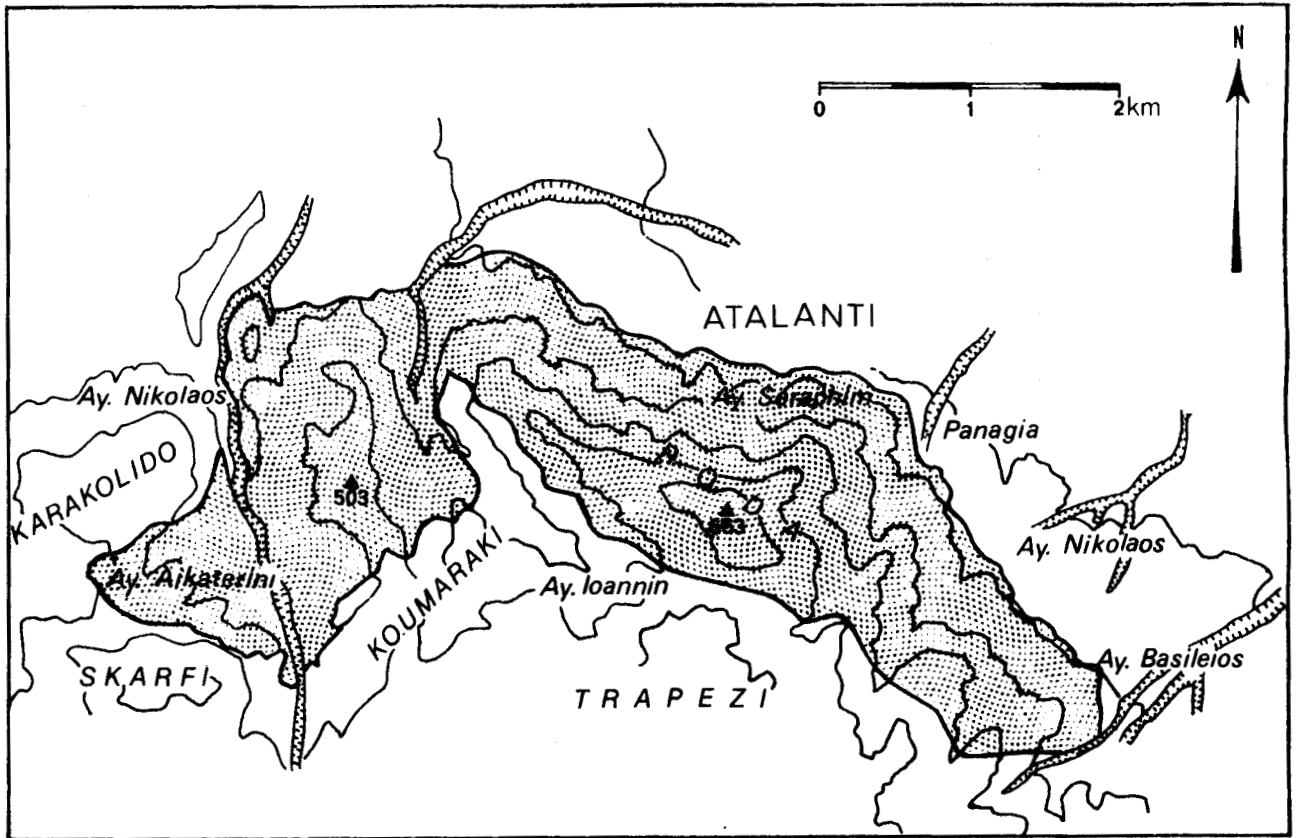 N
0 1 2km
ATALANTI
Ay. Nikolaos
Ay. Seraphim
Panagia
KARAKOLIDO
503
Ay. Nikolaos
Ay. Aikaterini
KOUMARAKI
Ay. Ioannin
Ay. Basileios
SKARFI
TRAPEZI